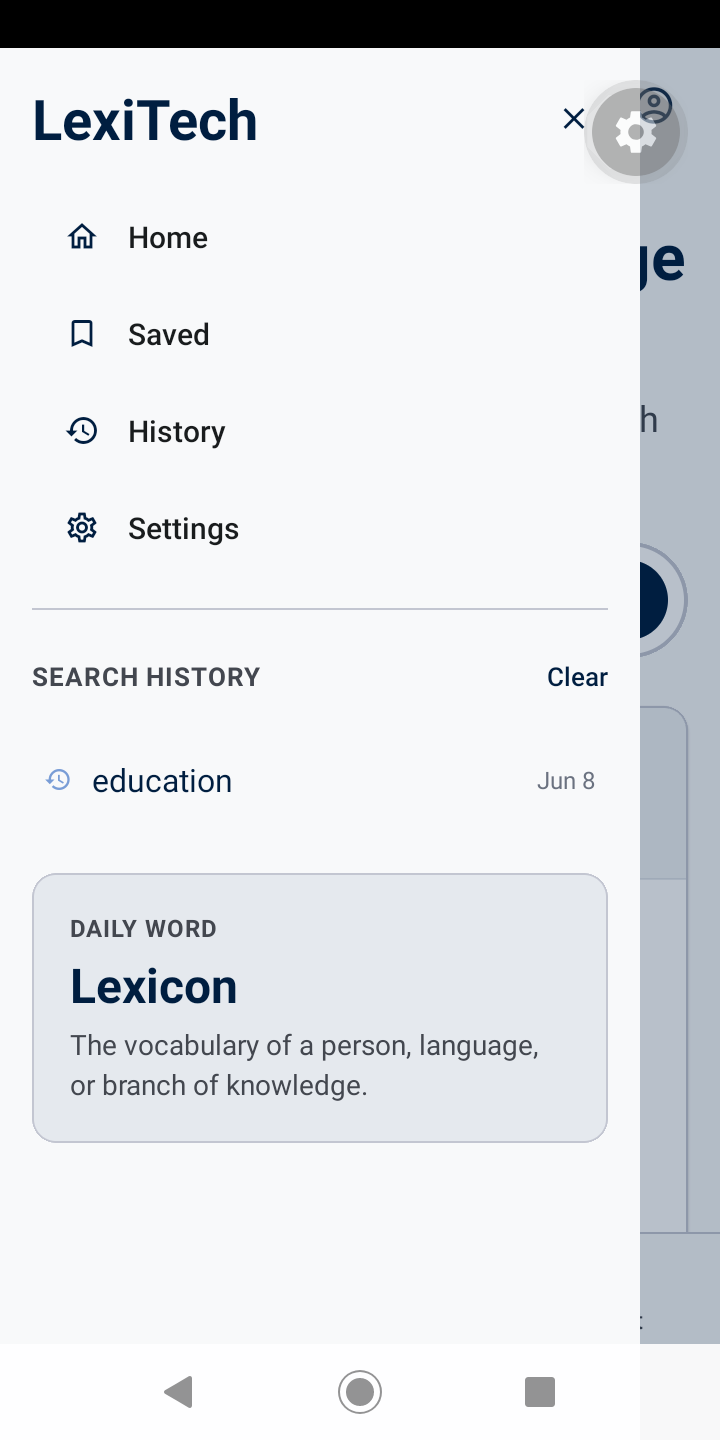 LexiTech
Home
Saved
History
Settings
SEARCH HISTORY
Clear
education
Jun 8
DAILY WORD
Lexicon
The vocabulary of a person, language,
or branch of knowledge.